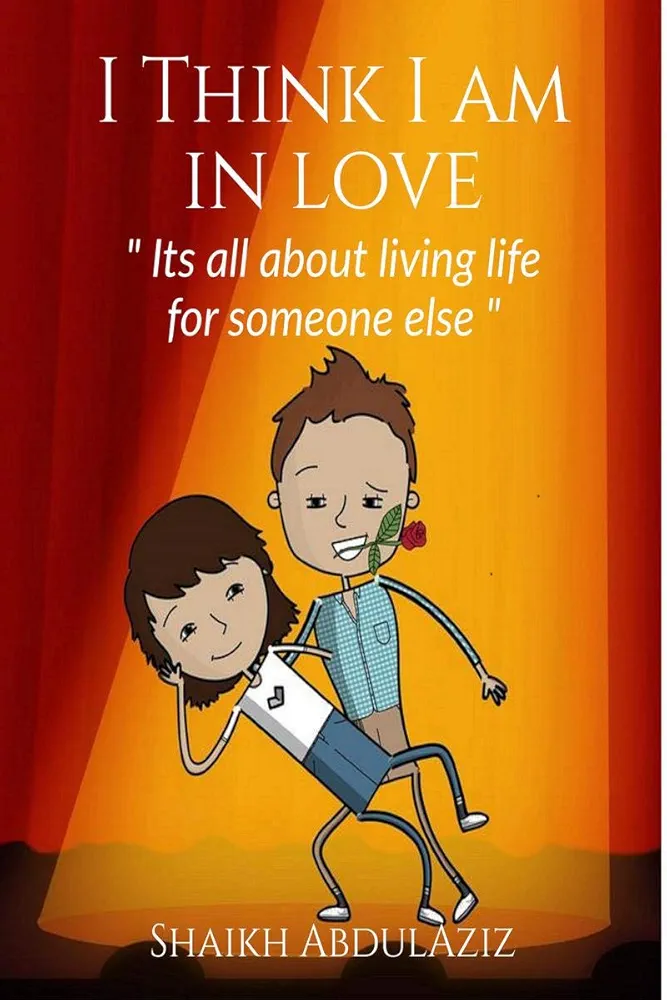 I THINK I AM
IN LOVE
" Its all about living life
for someone else "
SHAIKH ABDULAZIZ